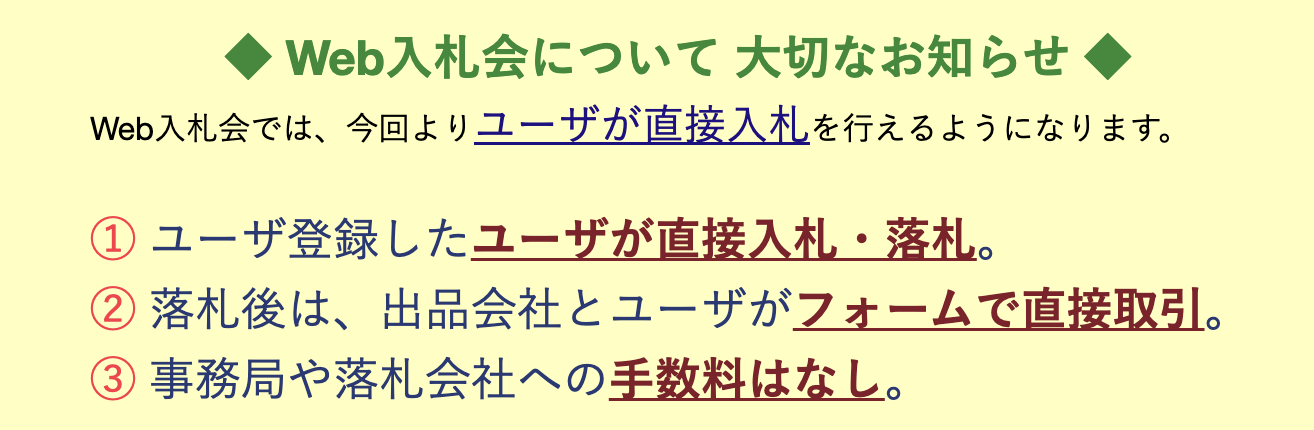 ◆ Web入札会について 大切なお知らせ ◆
Web入札会では、今回よりユーザが直接入札を行えるようになります。
① ユーザ登録したユーザが直接入札・落札。
② 落札後は、出品会社とユーザがフォームで直接取引。
③ 事務局や落札会社への手数料はなし。